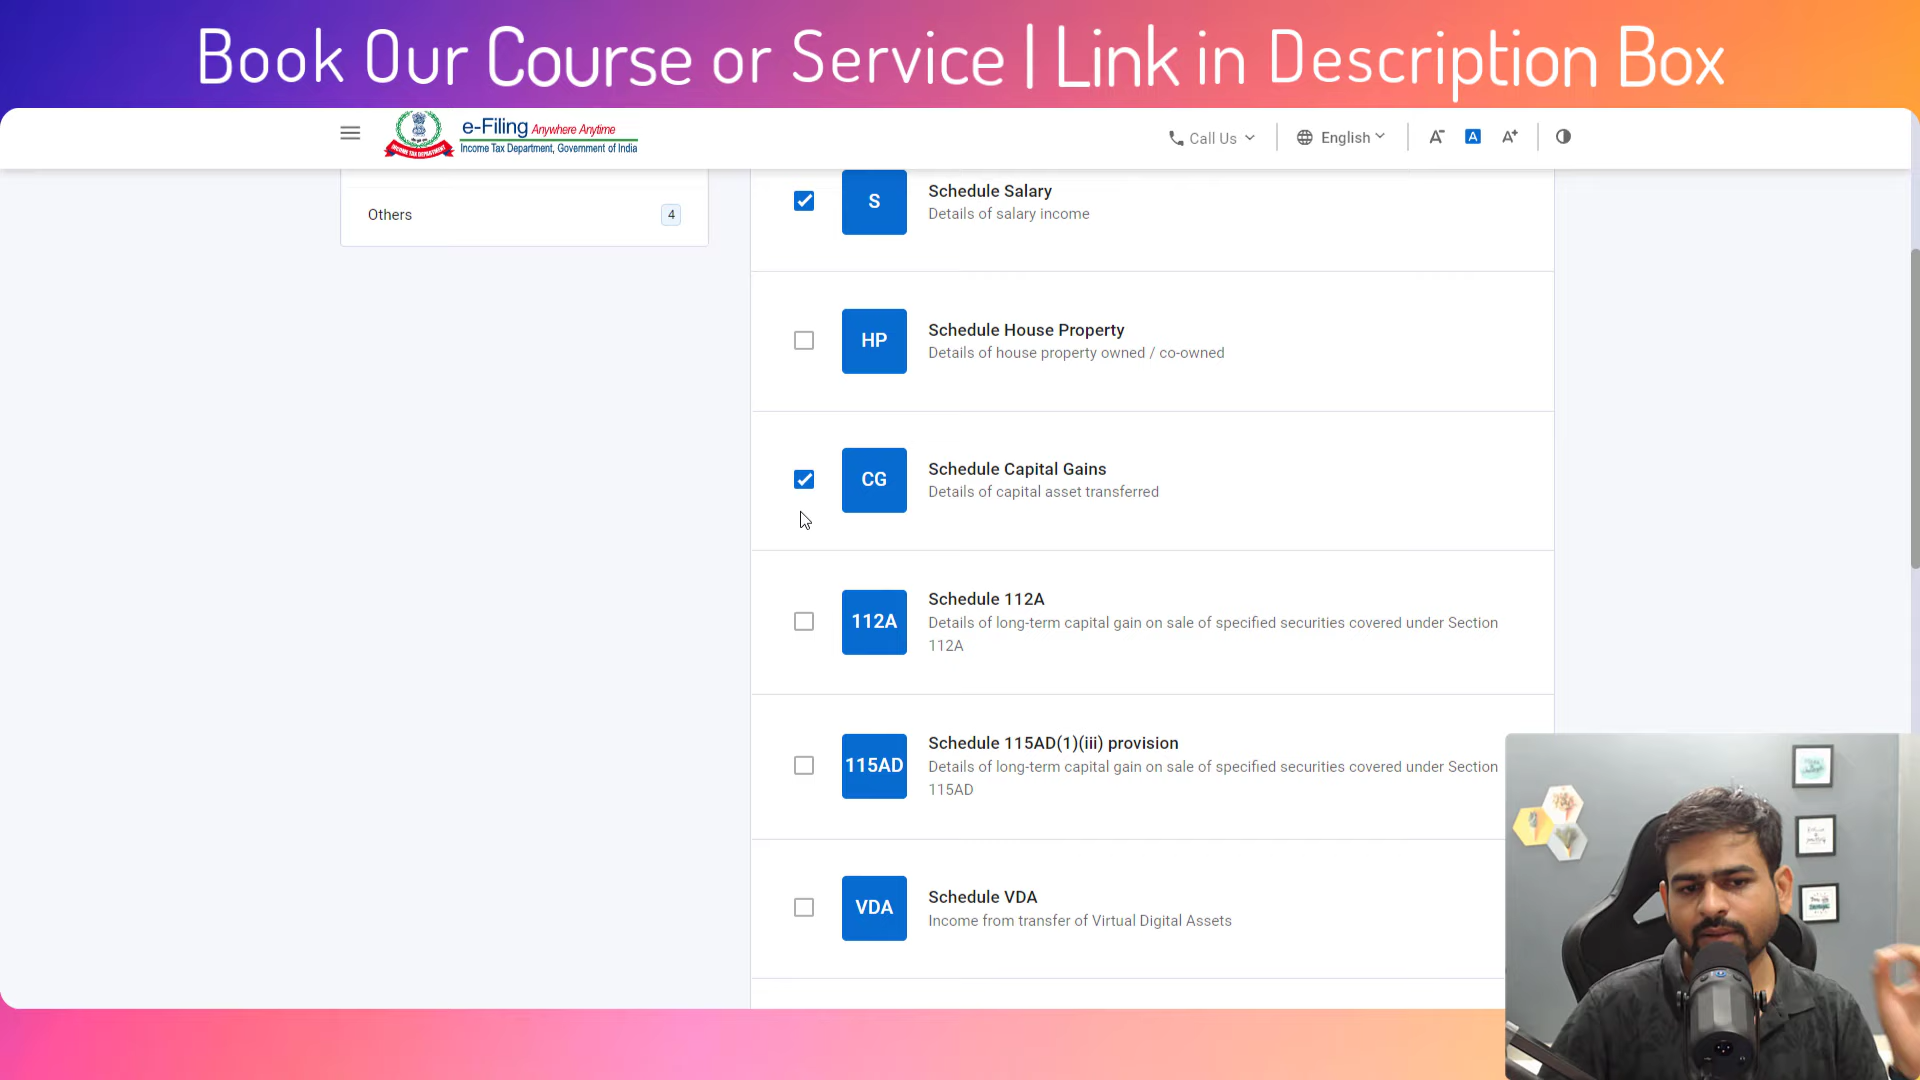 Book Our Course or Service | Link in Description Box
e-Filing Anywhere Anytime
Income Tax Department, Government of India
INCOME TAX DEPARTMENT
Call Us
English
A-
A
A+
Others
4
S
Schedule Salary
Details of salary income
HP
Schedule House Property
Details of house property owned / co-owned
CG
Schedule Capital Gains
Details of capital asset transferred
112A
Schedule 112A
Details of long-term capital gain on sale of specified securities covered under Section
112A
115AD
Schedule 115AD(1)(iii) provision
Details of long-term capital gain on sale of specified securities covered under Section
115AD
VDA
Schedule VDA
Income from transfer of Virtual Digital Assets